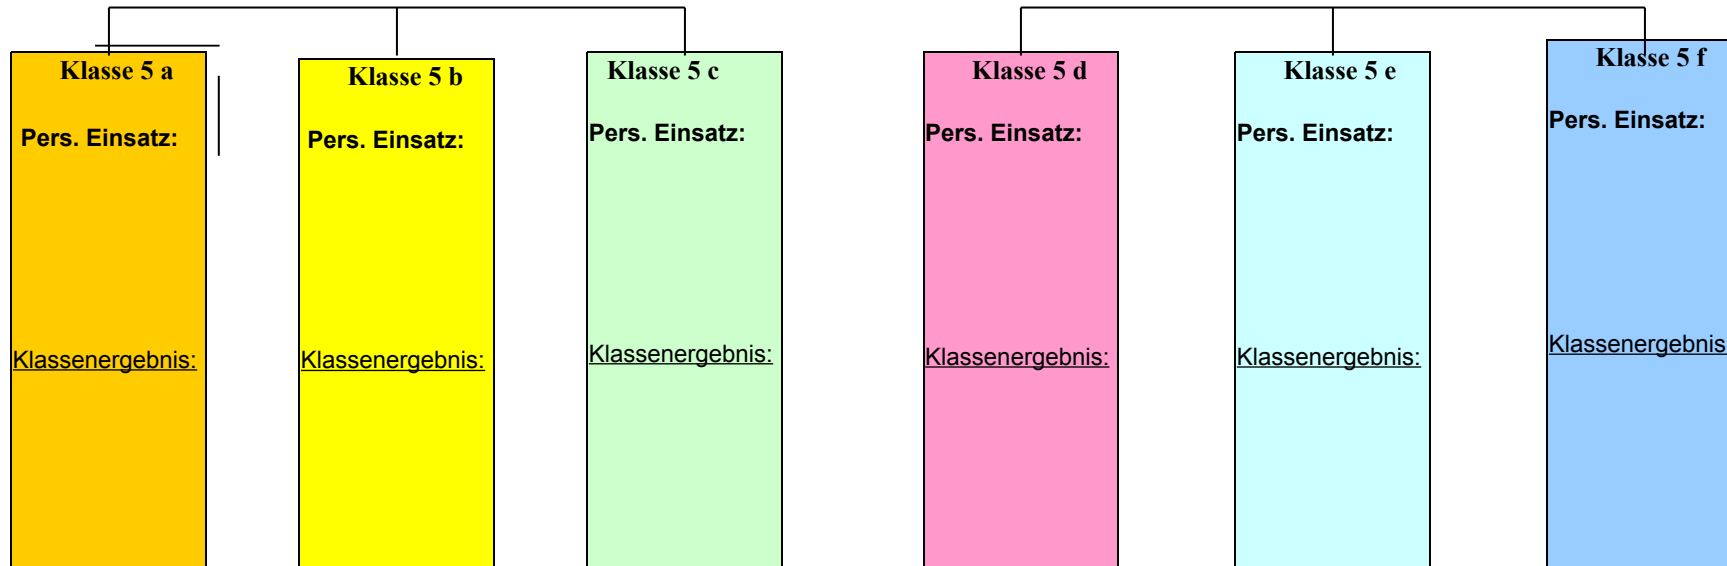 Klasse 5 a
Pers. Einsatz:
Klassenergebnis:
Klasse 5 b
Pers. Einsatz:
Klassenergebnis:
Klasse 5 c
Pers. Einsatz:
Klassenergebnis:
Klasse 5 d
Pers. Einsatz:
Klassenergebnis:
Klasse 5 e
Pers. Einsatz:
Klassenergebnis:
Klasse 5 f
Pers. Einsatz:
Klassenergebnis